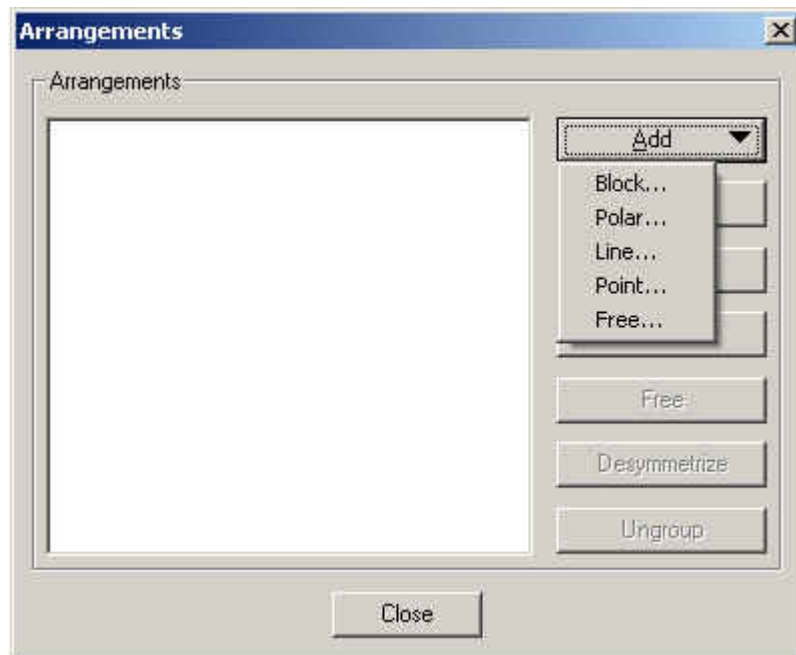 Arrangements
Arrangements
Add
Block...
Polar...
Line...
Point...
Free...
Free
Desymmetrize
Ungroup
Close